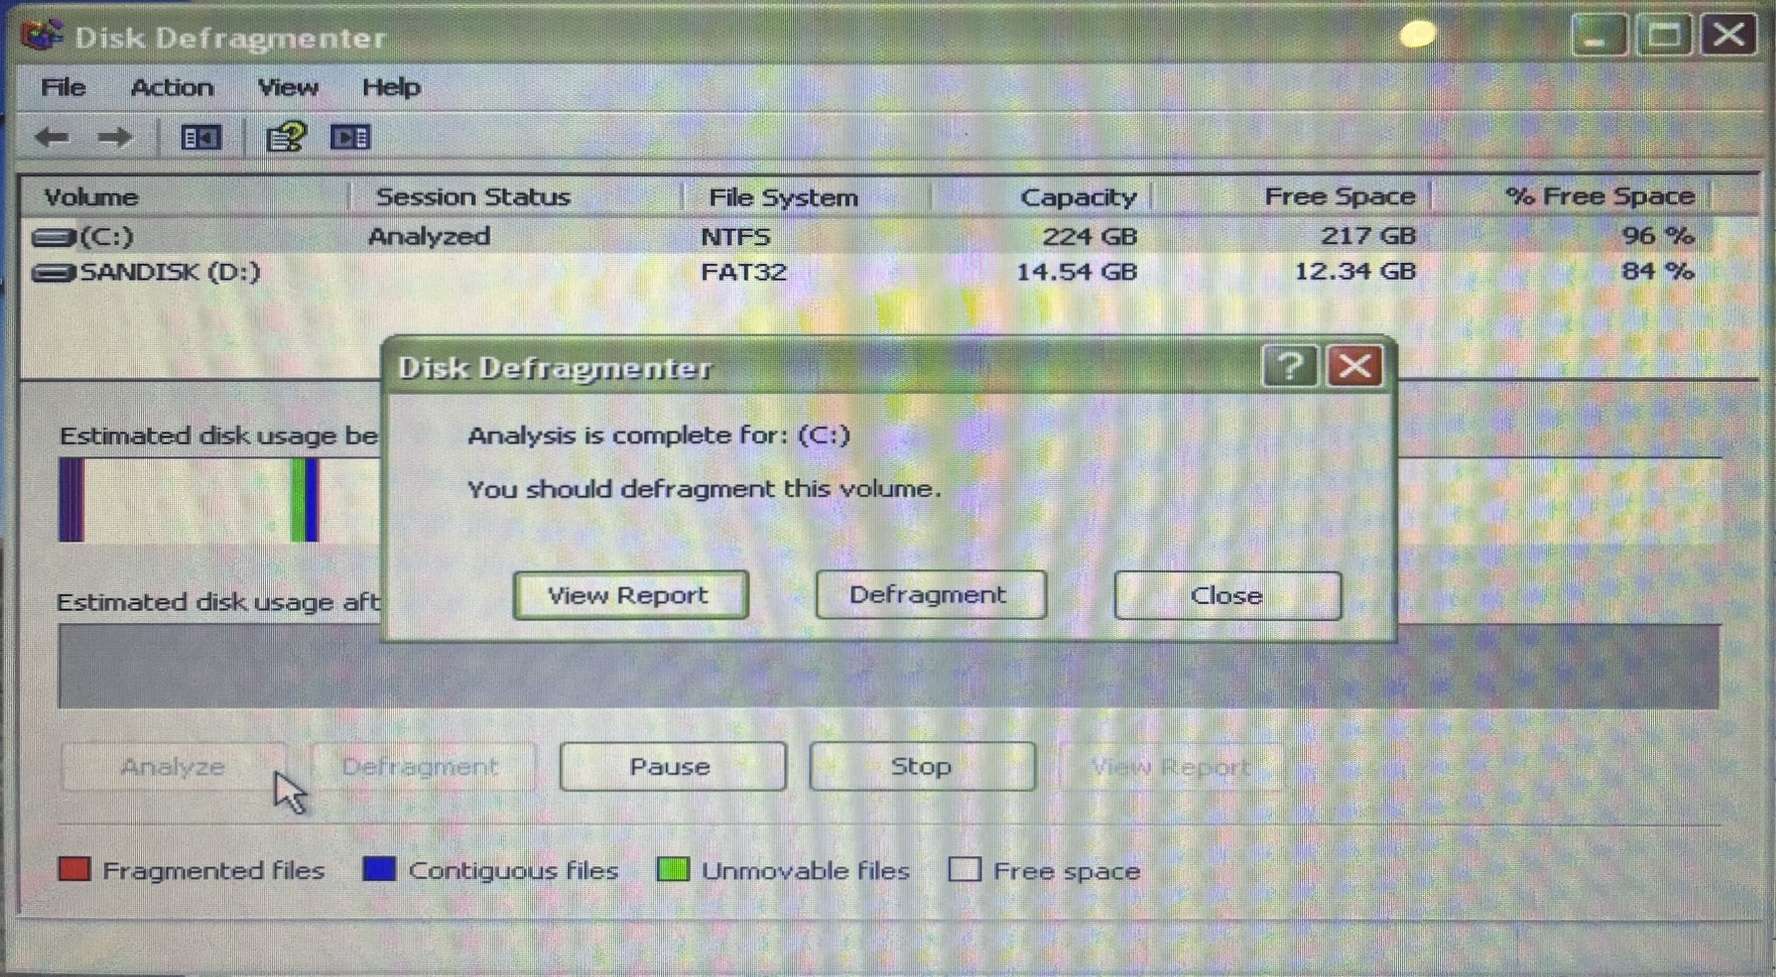 Disk Defragmenter
File Action View Help
Volume Session Status File System Capacity Free Space % Free Space
(C:) Analyzed NTFS 224 GB 217 GB 96 %
SANDISK (D:) FAT32 14.54 GB 12.34 GB 84 %
Disk Defragmenter
Analysis is complete for: (C:)
You should defragment this volume.
View Report Defragment Close
Estimated disk usage be
Estimated disk usage aft
Analyze Defragment Pause Stop View Report
Fragmented files Contiguous files Unmovable files Free space